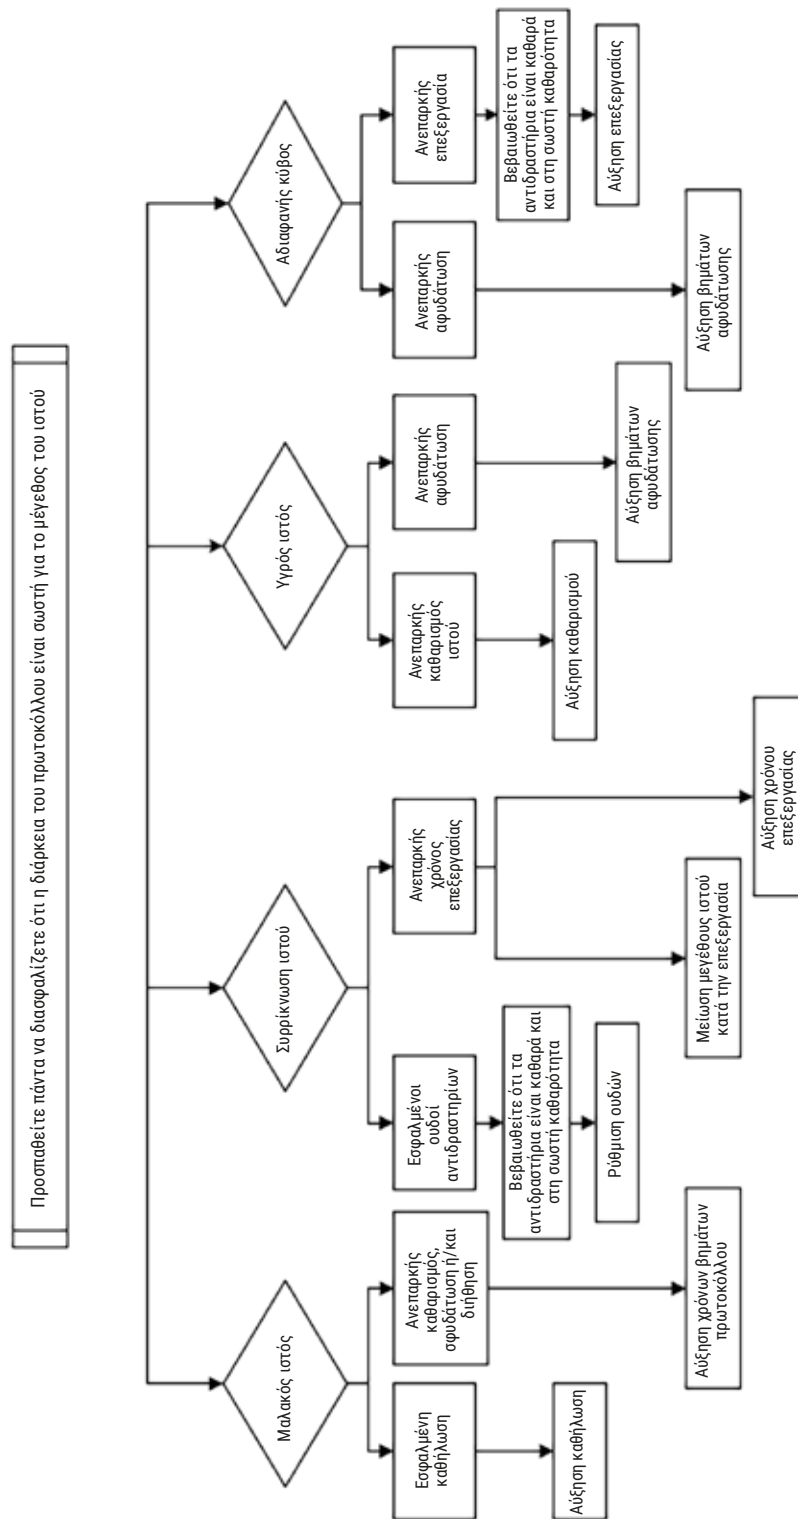 Προσπαθείτε πάντα να διασφαλίζετε ότι η διάρκεια του πρωτοκόλλου είναι σωστή για το μέγεθος του ιστού
Μαλακός ιστός
Εσφαλμένη
καθήλωση
Αύξηση καθήλωσης
Ανεπαρκής
καθαρισμός,
αφυδάτωση ή/και
διήθηση
Αύξηση χρόνων βημάτων
πρωτοκόλλου
Συρρίκνωση ιστού
Εσφαλμένοι
ουδοί
αντιδραστηρίων
Βεβαιωθείτε ότι τα
αντιδραστήρια είναι καθαρά και
στη σωστή καθαρότητα
Ρύθμιση ουδών
Ανεπαρκής
χρόνος
επεξεργασίας
Μείωση μεγέθους ιστού
κατά την επεξεργασία
Αύξηση χρόνου
επεξεργασίας
Υγρός ιστός
Ανεπαρκής
καθαρισμός
ιστού
Αύξηση καθαρισμού
Ανεπαρκής
αφυδάτωση
Αύξηση βημάτων
αφυδάτωσης
Αδιαφανής κύβος
Ανεπαρκής
αφυδάτωση
Αύξηση βημάτων
αφυδάτωσης
Ανεπαρκής
επεξεργασία
Βεβαιωθείτε ότι τα
αντιδραστήρια είναι καθαρά
και στη σωστή καθαρότητα
Αύξηση επεξεργασίας